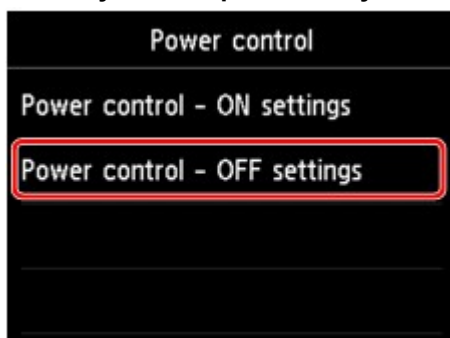 Power control
Power control – ON settings
Power control – OFF settings